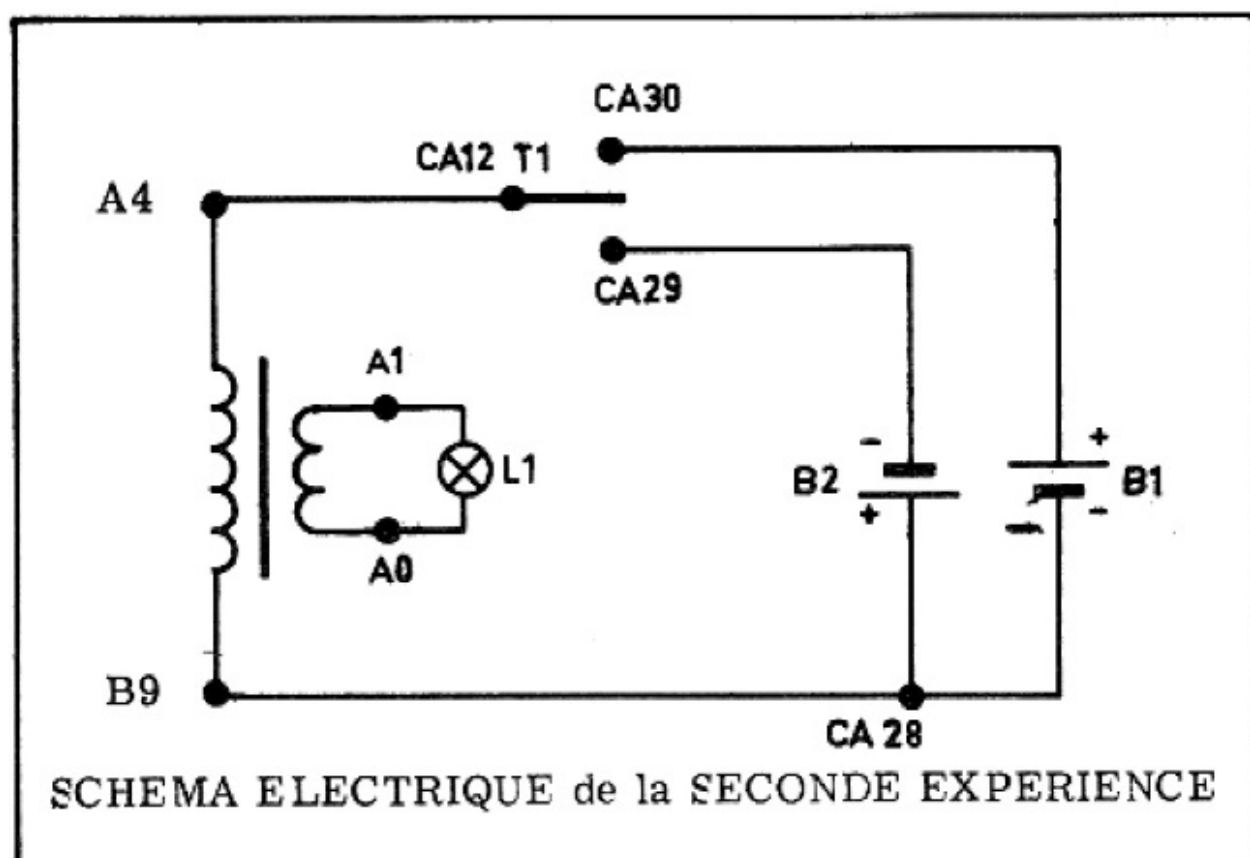 CA30
CA12 T1
A4
CA29
A1
L1
A0
-
+
B2
+
-
B1
B9
CA 28
SCHEMA ELECTRIQUE de la SECONDE EXPERIENCE